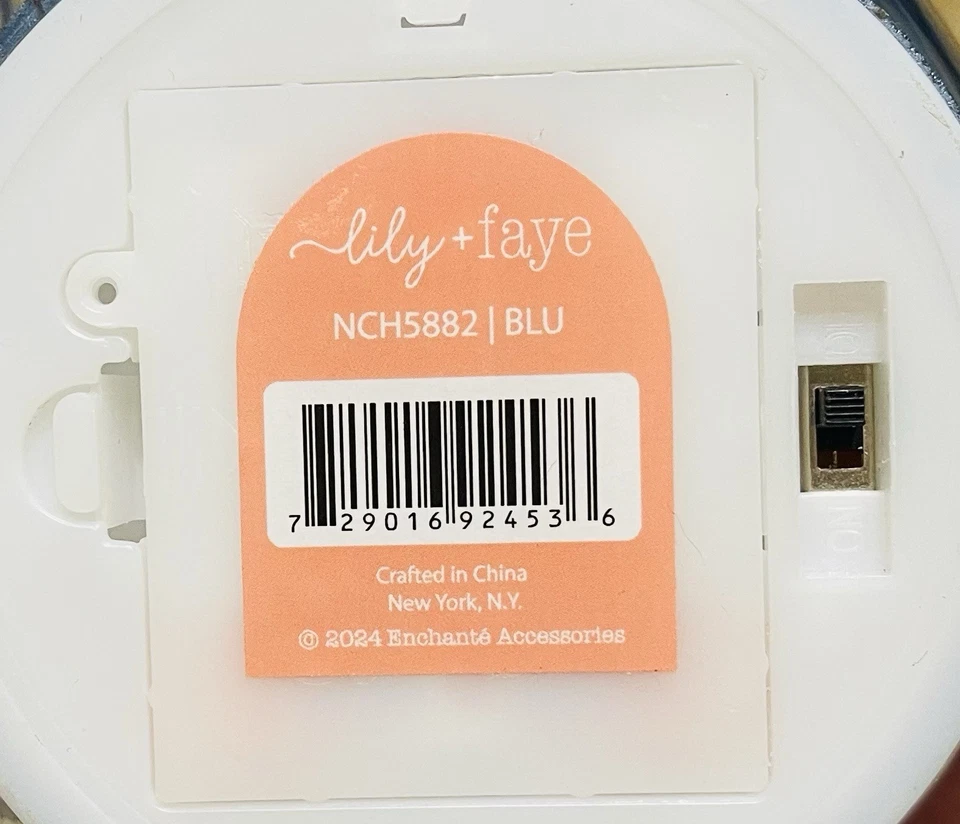 lily + faye
NCH5882 | BLU
7 29016 92453 6
Crafted in China
New York, N.Y.
© 2024 Enchanté Accessories